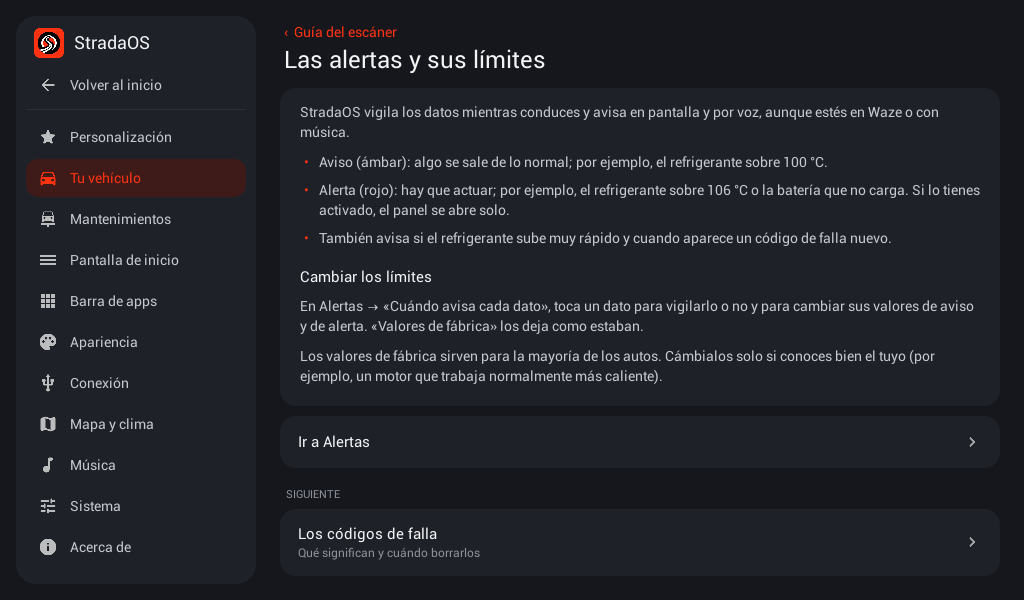 StradaOS
Volver al inicio
Personalización
Tu vehículo
Mantenimientos
Pantalla de inicio
Barra de apps
Apariencia
Conexión
Mapa y clima
Música
Sistema
Acerca de
‹ Guía del escáner
Las alertas y sus límites
StradaOS vigila los datos mientras conduces y avisa en pantalla y por voz, aunque estés en Waze o con
música.
• Aviso (ámbar): algo se sale de lo normal; por ejemplo, el refrigerante sobre 100 °C.
• Alerta (rojo): hay que actuar; por ejemplo, el refrigerante sobre 106 °C o la batería que no carga. Si lo tienes
activado, el panel se abre solo.
• También avisa si el refrigerante sube muy rápido y cuando aparece un código de falla nuevo.
Cambiar los límites
En Alertas → «Cuándo avisa cada dato», toca un dato para vigilarlo o no y para cambiar sus valores de aviso
y de alerta. «Valores de fábrica» los deja como estaban.
Los valores de fábrica sirven para la mayoría de los autos. Cámbialos solo si conoces bien el tuyo (por
ejemplo, un motor que trabaja normalmente más caliente).
Ir a Alertas
SIGUIENTE
Los códigos de falla
Qué significan y cuándo borrarlos